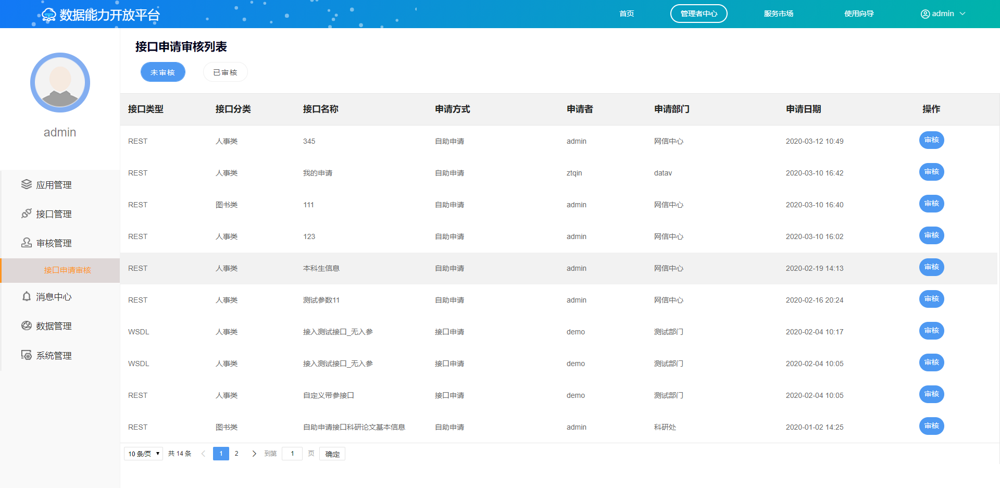 数据能力开放平台 首页 管理者中心 服务市场 使用向导 admin
admin
应用管理
接口管理
审核管理
接口申请审核
消息中心
数据管理
系统管理
接口申请审核列表
未审核 已审核
接口类型 接口分类 接口名称 申请方式 申请者 申请部门 申请日期 操作
REST 人事类 345 自助申请 admin 网信中心 2020-03-12 10:49 审核
REST 人事类 我的申请 自助申请 ztqin datav 2020-03-10 16:42 审核
REST 图书类 111 自助申请 admin 网信中心 2020-03-10 16:40 审核
REST 人事类 123 自助申请 admin 网信中心 2020-03-10 16:02 审核
REST 人事类 本科生信息 自助申请 admin 网信中心 2020-02-19 14:13 审核
REST 人事类 测试参数11 自助申请 admin 网信中心 2020-02-16 20:24 审核
WSDL 人事类 接入测试接口_无入参 接口申请 demo 测试部门 2020-02-04 10:17 审核
WSDL 人事类 接入测试接口_无入参 接口申请 demo 测试部门 2020-02-04 10:05 审核
REST 人事类 自定义带参接口 接口申请 demo 测试部门 2020-02-04 10:05 审核
REST 图书类 自助申请接口科研论文基本信息 自助申请 admin 科研处 2020-01-02 14:25 审核
10 条/页 共 14 条 1 2 到第 1 页 确定